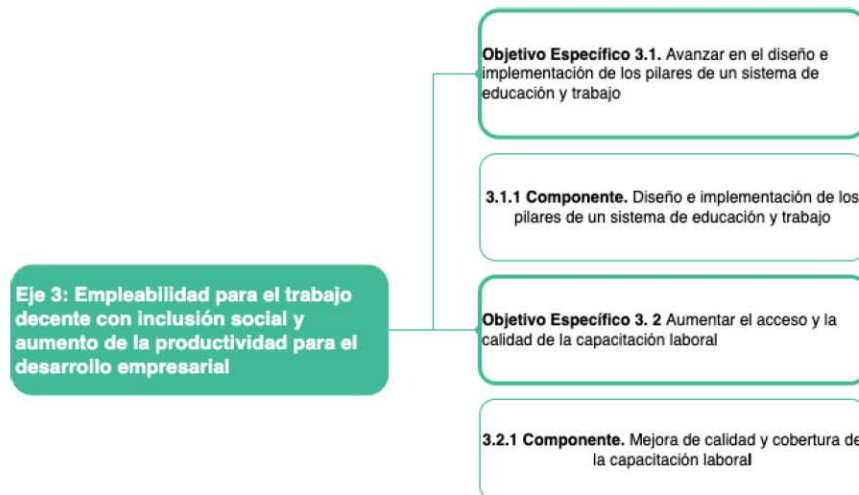 Objetivo Específico 3.1. Avanzar en el diseño e
implementación de los pilares de un sistema de
educación y trabajo
3.1.1 Componente. Diseño e implementación de los
pilares de un sistema de educación y trabajo
Eje 3: Empleabilidad para el trabajo
decente con inclusión social y
aumento de la productividad para el
desarrollo empresarial
Objetivo Específico 3. 2 Aumentar el acceso y la
calidad de la capacitación laboral
3.2.1 Componente. Mejora de calidad y cobertura de
la capacitación laboral